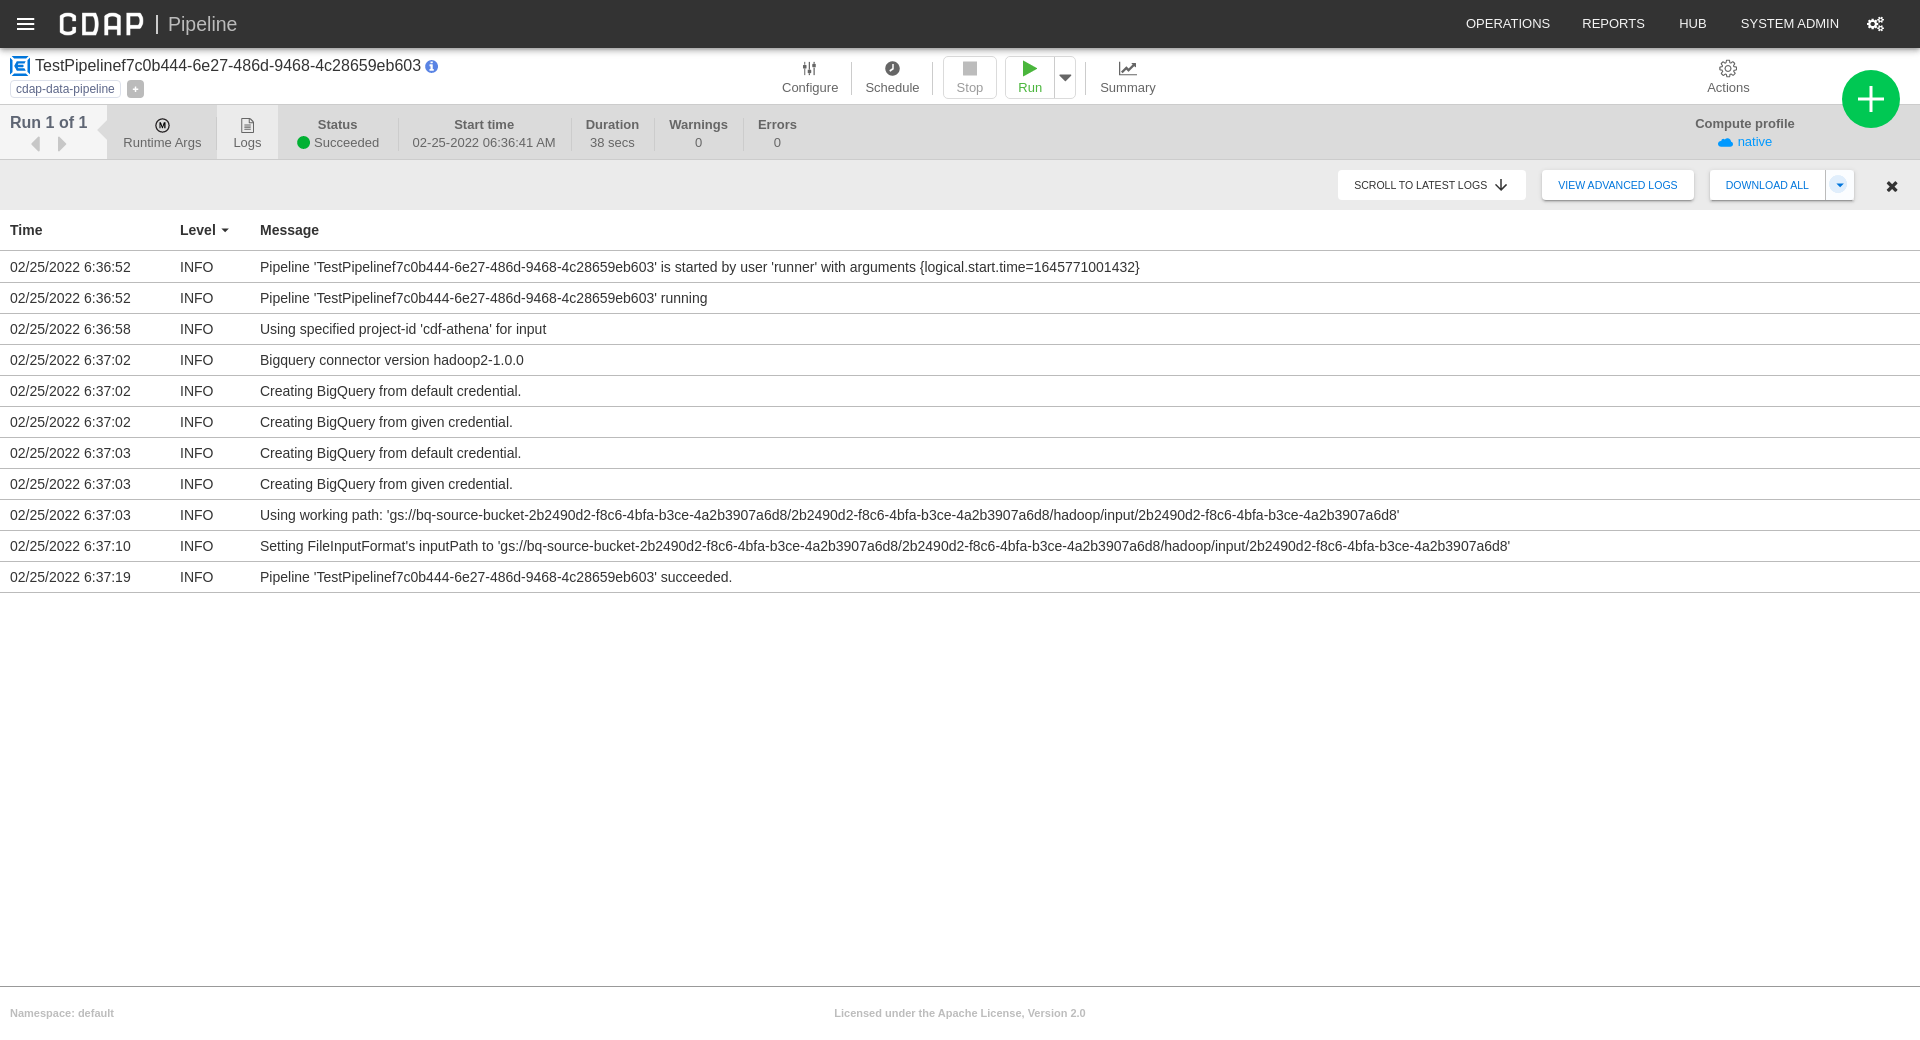 CDAP | Pipeline OPERATIONS REPORTS HUB SYSTEM ADMIN
TestPipelinef7c0b444-6e27-486d-9468-4c28659eb603
cdap-data-pipeline +
Configure Schedule Stop Run Summary Actions
Run 1 of 1
M
Runtime Args Logs
Status Start time Duration Warnings Errors Compute profile
Succeeded 02-25-2022 06:36:41 AM 38 secs 0 0 native
SCROLL TO LATEST LOGS VIEW ADVANCED LOGS DOWNLOAD ALL
Time Level Message
02/25/2022 6:36:52 INFO Pipeline 'TestPipelinef7c0b444-6e27-486d-9468-4c28659eb603' is started by user 'runner' with arguments {logical.start.time=1645771001432}
02/25/2022 6:36:52 INFO Pipeline 'TestPipelinef7c0b444-6e27-486d-9468-4c28659eb603' running
02/25/2022 6:36:58 INFO Using specified project-id 'cdf-athena' for input
02/25/2022 6:37:02 INFO Bigquery connector version hadoop2-1.0.0
02/25/2022 6:37:02 INFO Creating BigQuery from default credential.
02/25/2022 6:37:02 INFO Creating BigQuery from given credential.
02/25/2022 6:37:03 INFO Creating BigQuery from default credential.
02/25/2022 6:37:03 INFO Creating BigQuery from given credential.
02/25/2022 6:37:03 INFO Using working path: 'gs://bq-source-bucket-2b2490d2-f8c6-4bfa-b3ce-4a2b3907a6d8/2b2490d2-f8c6-4bfa-b3ce-4a2b3907a6d8/hadoop/input/2b2490d2-f8c6-4bfa-b3ce-4a2b3907a6d8'
02/25/2022 6:37:10 INFO Setting FileInputFormat's inputPath to 'gs://bq-source-bucket-2b2490d2-f8c6-4bfa-b3ce-4a2b3907a6d8/2b2490d2-f8c6-4bfa-b3ce-4a2b3907a6d8/hadoop/input/2b2490d2-f8c6-4bfa-b3ce-4a2b3907a6d8'
02/25/2022 6:37:19 INFO Pipeline 'TestPipelinef7c0b444-6e27-486d-9468-4c28659eb603' succeeded.
Namespace: default Licensed under the Apache License, Version 2.0